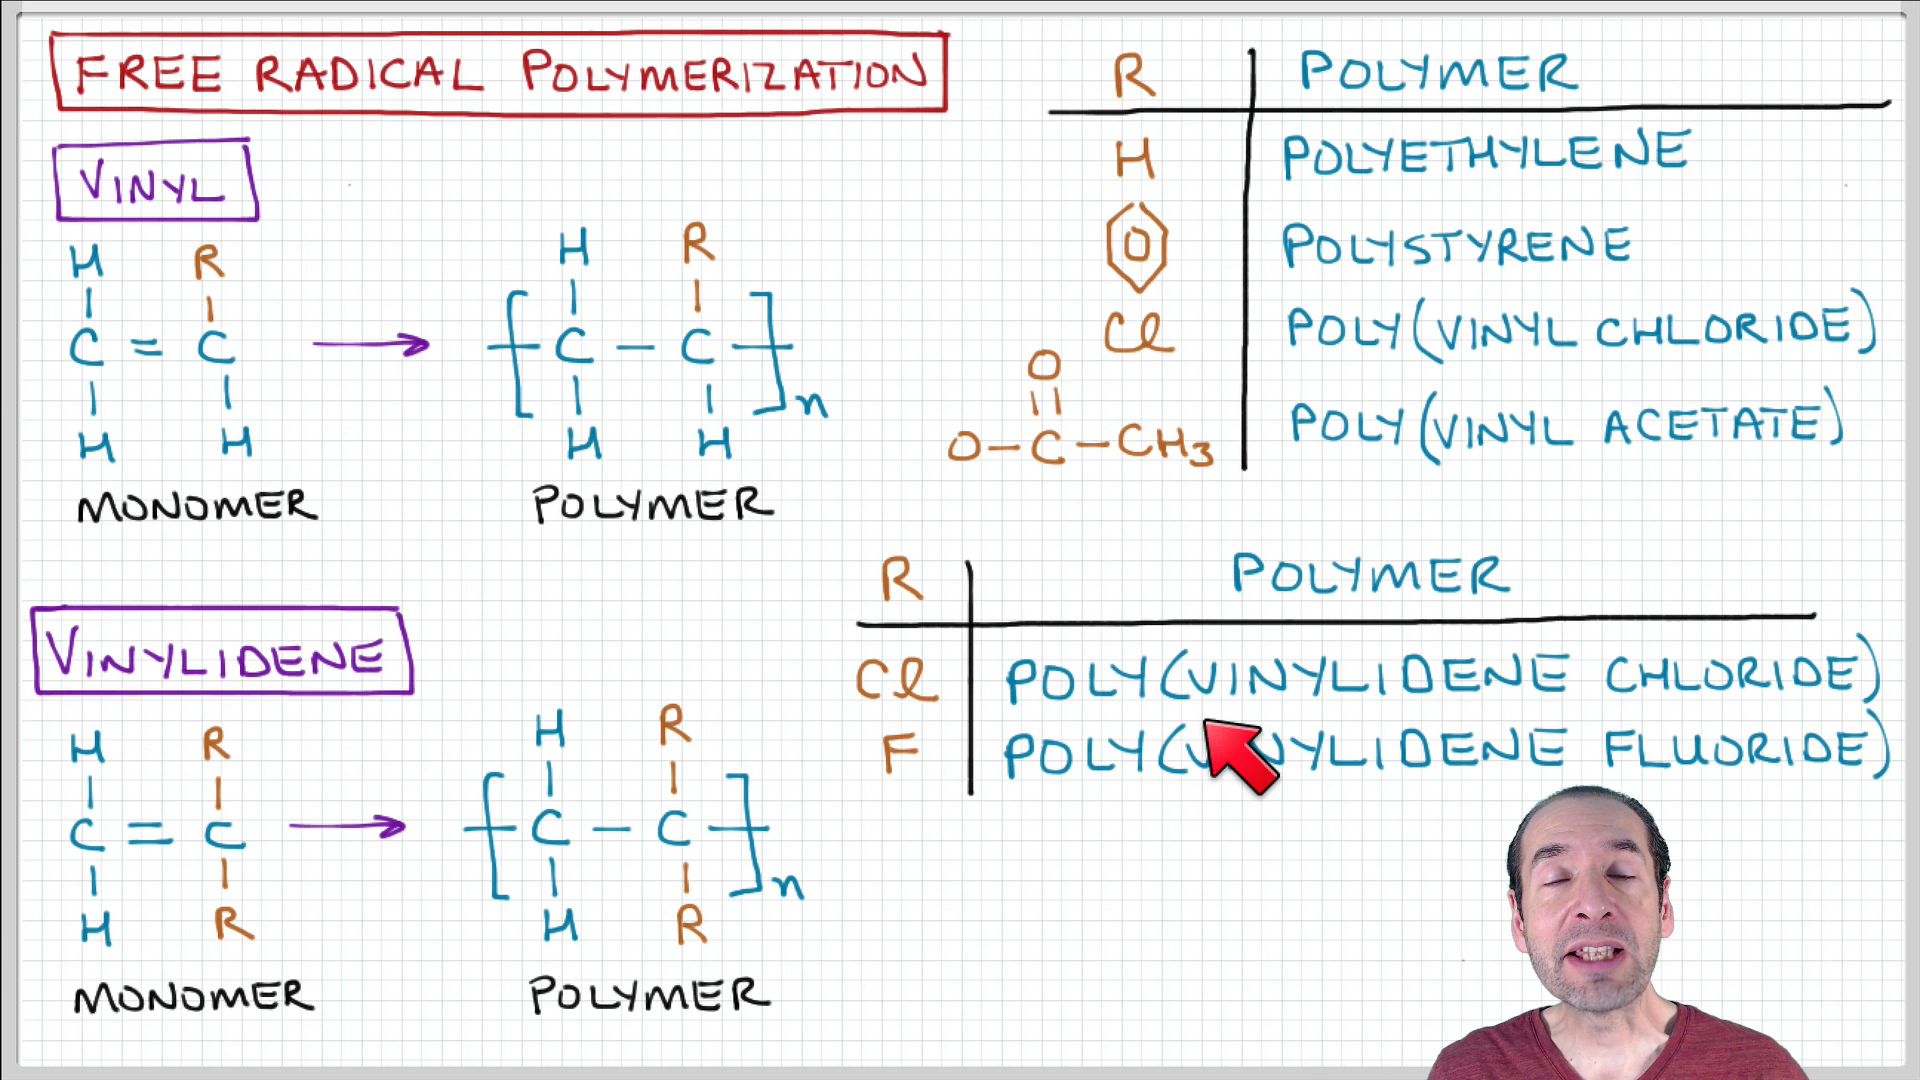 FREE RADICAL POLYMERIZATION
VINYL
H R
C = C
H H
MONOMER
H R
C — C
n
H H
POLYMER
R POLYMER
H POLYETHYLENE
POLYSTYRENE
Cl POLY(VINYL CHLORIDE)
O
O—C—CH3 POLY(VINYL ACETATE)
VINYLIDENE
H R
C = C
H R
MONOMER
H R
C — C
n
H R
POLYMER
R POLYMER
Cl POLY(VINYLIDENE CHLORIDE)
F POLY(VINYLIDENE FLUORIDE)